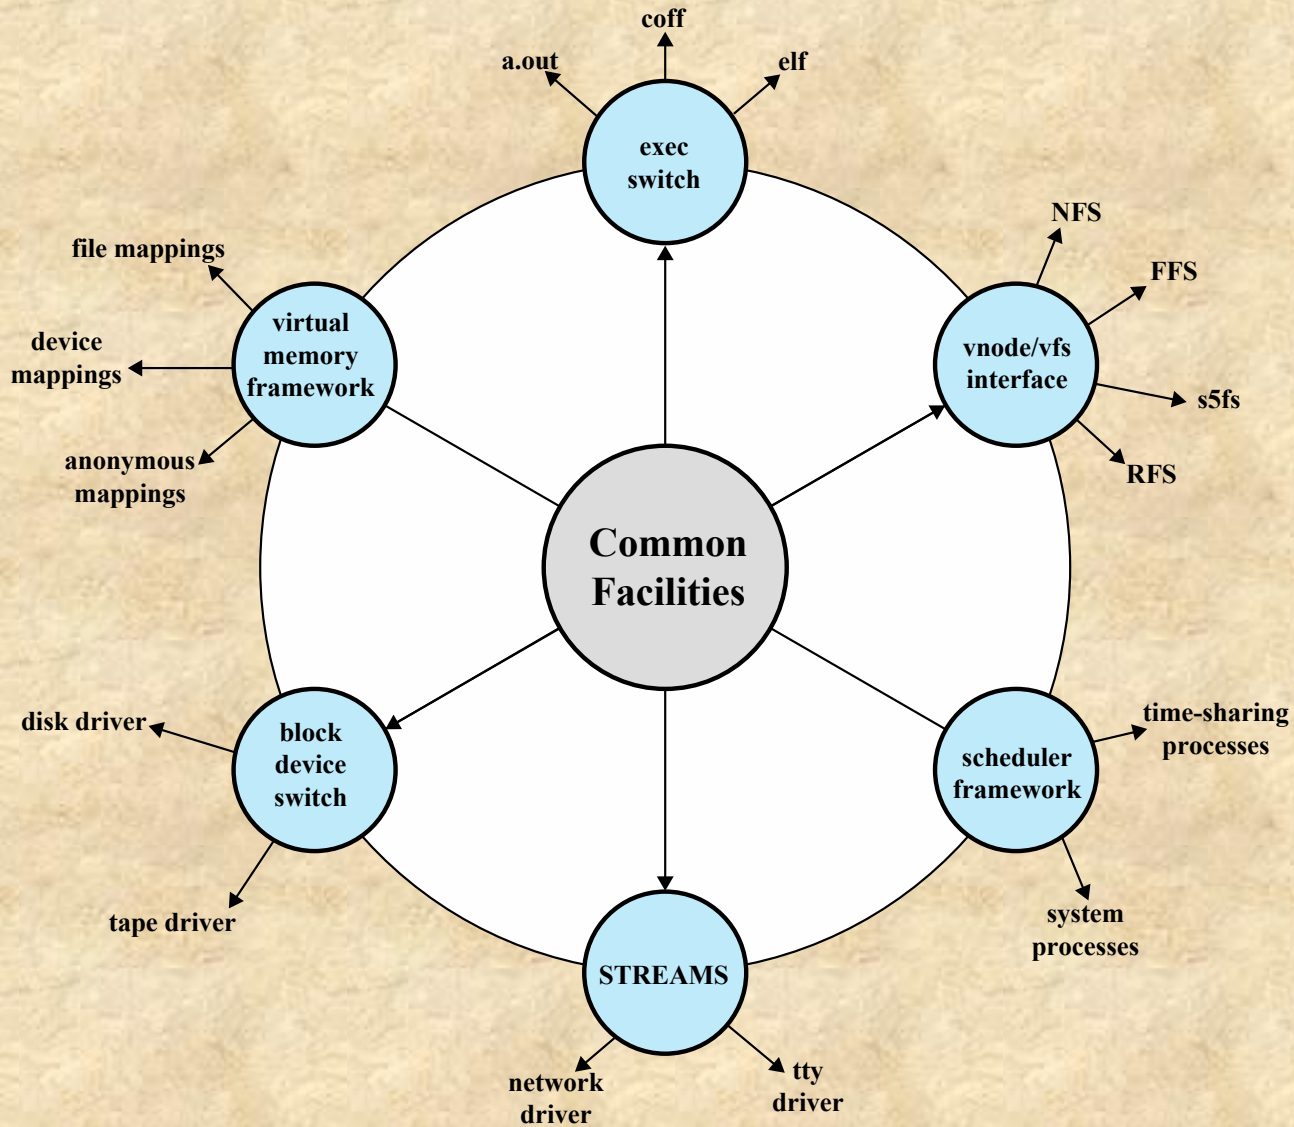 coff
a.out
elf
exec
switch
NFS
FFS
s5fs
RFS
vnode/vfs
interface
file mappings
device
mappings
anonymous
mappings
virtual
memory
framework
Common
Facilities
disk driver
tape driver
block
device
switch
time-sharing
processes
scheduler
framework
system
processes
STREAMS
network
driver
tty
driver